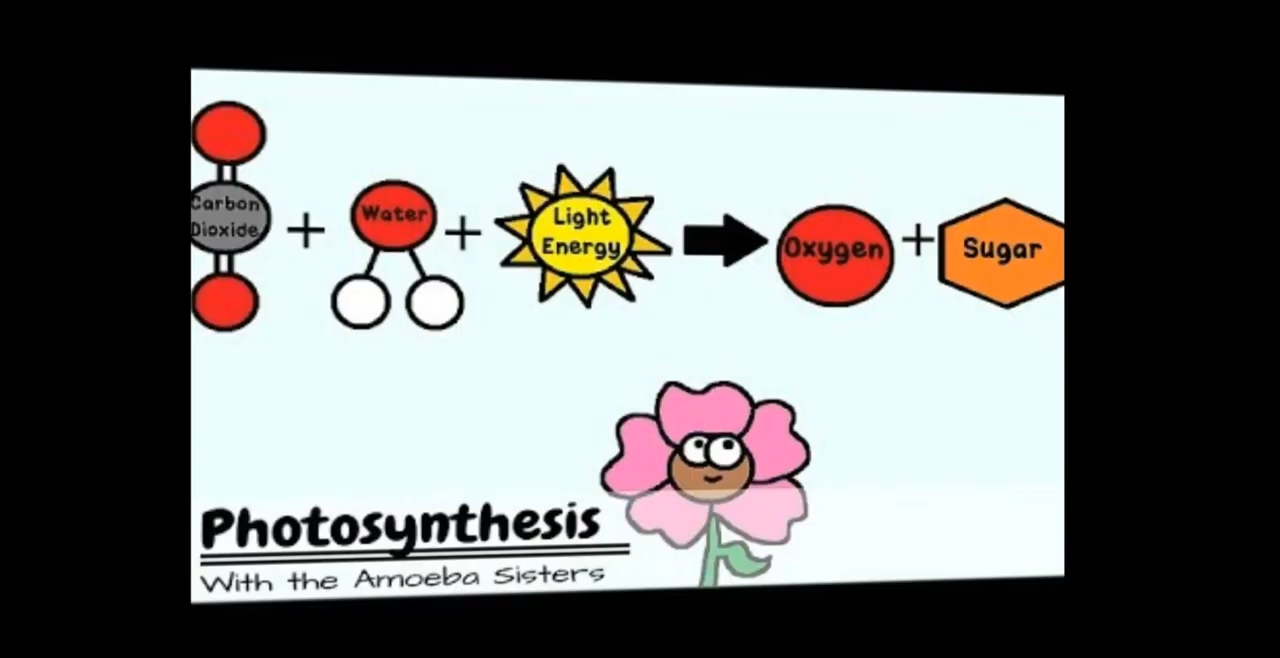 Carbon
Dioxide
+
Water
+
Light
Energy
Oxygen
+
Sugar
Photosynthesis
With the Amoeba Sisters